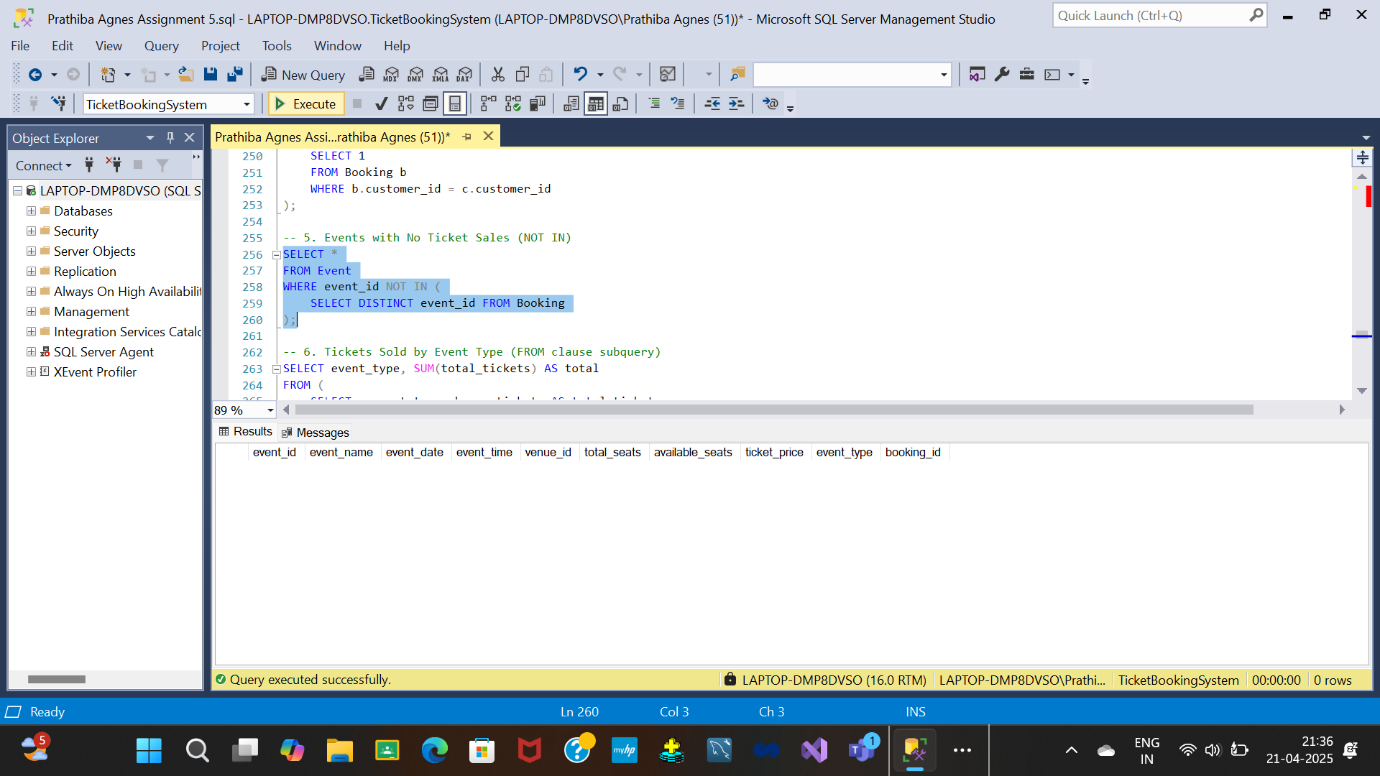 Prathiba Agnes Assignment 5.sql - LAPTOP-DMP8DVSO.TicketBookingSystem (LAPTOP-DMP8DVSO\Prathiba Agnes (51))* - Microsoft SQL Server Management Studio
Quick Launch (Ctrl+Q)
File Edit View Query Project Tools Window Help
New Query MDX DMX XMLA DAX
TicketBookingSystem Execute
Object Explorer
Prathiba Agnes Assi...rathiba Agnes (51))*
Connect
LAPTOP-DMP8DVSO (SQL S
Databases
Security
Server Objects
Replication
Always On High Availabilit
Management
Integration Services Catalo
SQL Server Agent
XEvent Profiler
250 SELECT 1
251 FROM Booking b
252 WHERE b.customer_id = c.customer_id
253 );
254
255 -- 5. Events with No Ticket Sales (NOT IN)
256 SELECT *
257 FROM Event
258 WHERE event_id NOT IN (
259 SELECT DISTINCT event_id FROM Booking
260 );
261
262 -- 6. Tickets Sold by Event Type (FROM clause subquery)
263 SELECT event_type, SUM(total_tickets) AS total
264 FROM (
89 %
Results Messages
event_id event_name event_date event_time venue_id total_seats available_seats ticket_price event_type booking_id
Query executed successfully. LAPTOP-DMP8DVSO (16.0 RTM) LAPTOP-DMP8DVSO\Prathi... TicketBookingSystem 00:00:00 0 rows
Ready Ln 260 Col 3 Ch 3 INS
5
myhp
1
ENG
IN
21:36
21-04-2025